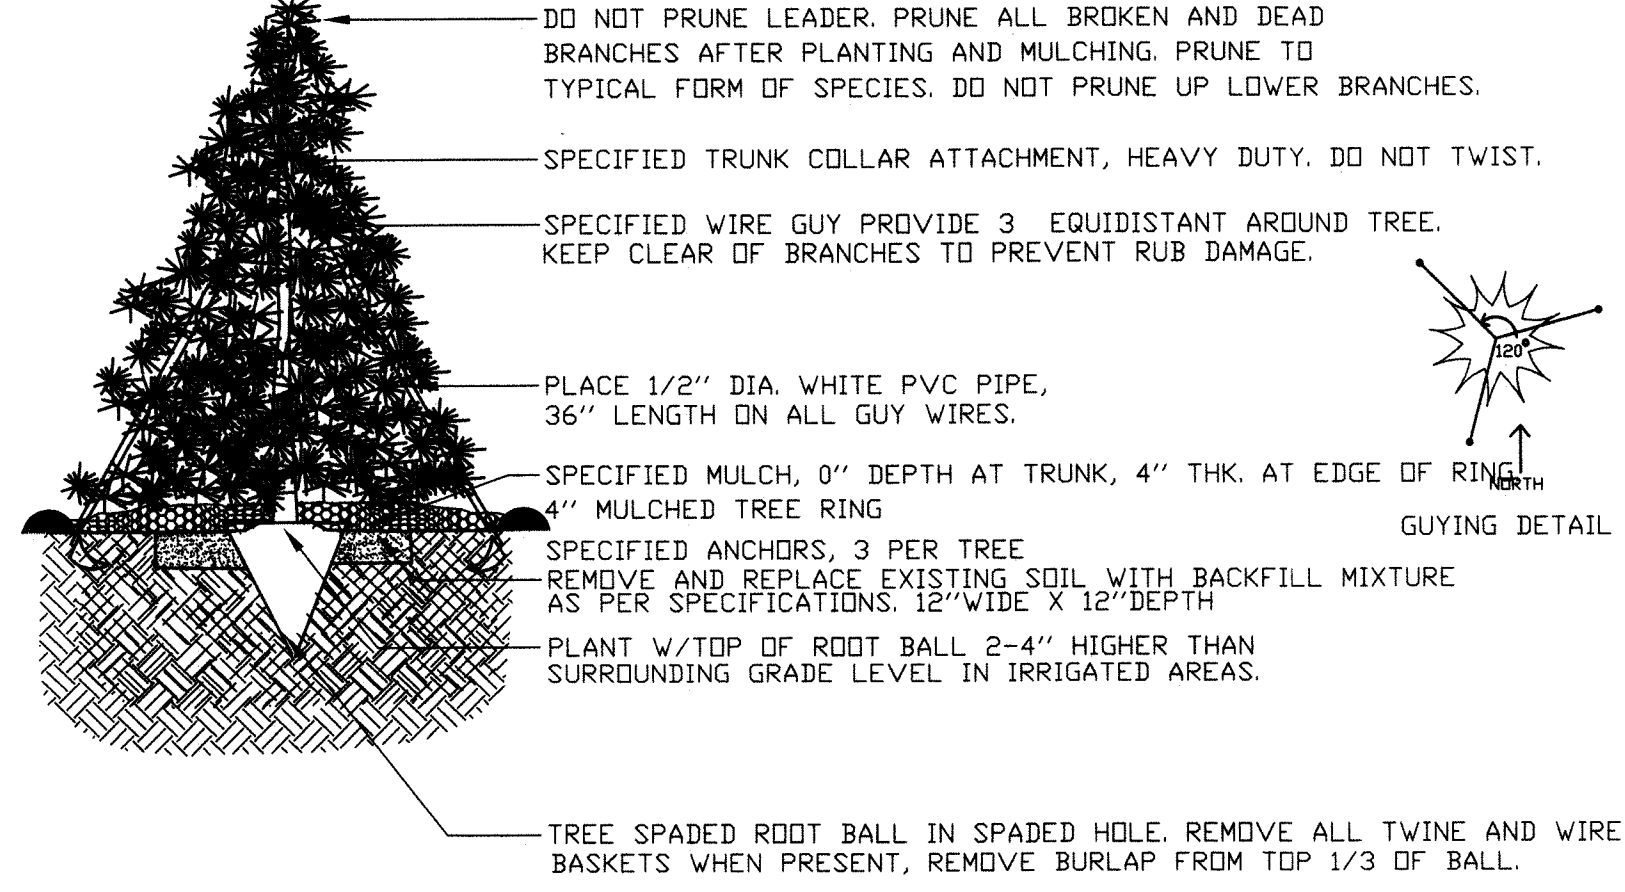 DO NOT PRUNE LEADER. PRUNE ALL BROKEN AND DEAD
BRANCHES AFTER PLANTING AND MULCHING. PRUNE TO
TYPICAL FORM OF SPECIES. DO NOT PRUNE UP LOWER BRANCHES.
SPECIFIED TRUNK COLLAR ATTACHMENT, HEAVY DUTY. DO NOT TWIST.
SPECIFIED WIRE GUY PROVIDE 3 EQUIDISTANT AROUND TREE.
KEEP CLEAR OF BRANCHES TO PREVENT RUB DAMAGE.
120°
PLACE 1/2" DIA. WHITE PVC PIPE,
36" LENGTH ON ALL GUY WIRES.
SPECIFIED MULCH, 0" DEPTH AT TRUNK, 4" THK. AT EDGE OF RING
NORTH
4" MULCHED TREE RING
GUYING DETAIL
SPECIFIED ANCHORS, 3 PER TREE
REMOVE AND REPLACE EXISTING SOIL WITH BACKFILL MIXTURE
AS PER SPECIFICATIONS. 12"WIDE X 12"DEPTH
PLANT W/TOP OF ROOT BALL 2-4" HIGHER THAN
SURROUNDING GRADE LEVEL IN IRRIGATED AREAS.
TREE SPADED ROOT BALL IN SPADED HOLE. REMOVE ALL TWINE AND WIRE
BASKETS WHEN PRESENT, REMOVE BURLAP FROM TOP 1/3 OF BALL.